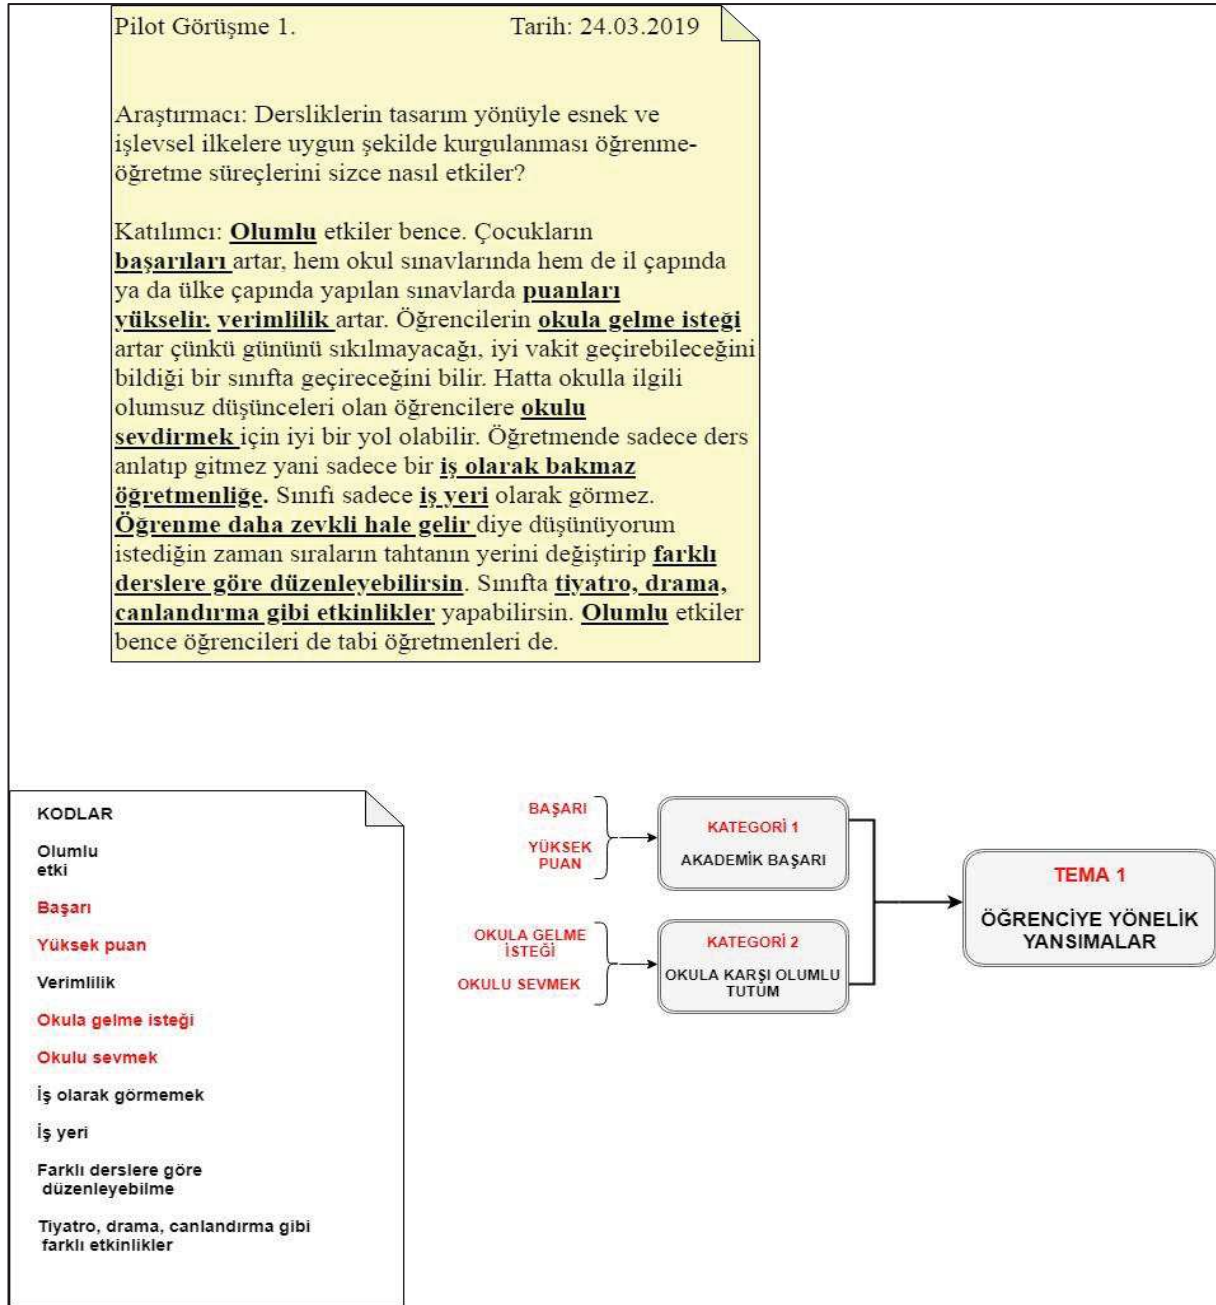 Pilot Görüşme 1. Tarih: 24.03.2019
Araştırmacı: Dersliklerin tasarım yönüyle esnek ve
işlevsel ilkelere uygun şekilde kurgulanması öğrenme-
öğretme süreçlerini sizce nasıl etkiler?
Katılımcı: Olumlu etkiler bence. Çocukların
başarıları artar, hem okul sınavlarında hem de il çapında
ya da ülke çapında yapılan sınavlarda puanları
yükselir. verimlilik artar. Öğrencilerin okula gelme isteği
artar çünkü gününü sıkılmayacağı, iyi vakit geçirebileceğini
bildiği bir sınıfta geçireceğini bilir. Hatta okulla ilgili
olumsuz düşünceleri olan öğrencilere okulu
sevdirmek için iyi bir yol olabilir. Öğretmende sadece ders
anlatıp gitmez yani sadece bir iş olarak bakmaz
öğretmenliğe. Sınıfı sadece iş yeri olarak görmez.
Öğrenme daha zevkli hale gelir diye düşünüyorum
istediğin zaman sıraların tahtanın yerini değiştirip farklı
derslere göre düzenleyebilirsin. Sınıfta tiyatro, drama,
canlandırma gibi etkinlikler yapabilirsin. Olumlu etkiler
bence öğrencileri de tabi öğretmenleri de.
KODLAR
Olumlu
etki
Başarı
Yüksek puan
Verimlilik
Okula gelme isteği
Okulu sevmek
İş olarak görmemek
İş yeri
Farklı derslere göre
düzenleyebilme
Tiyatro, drama, canlandırma gibi
farklı etkinlikler
BAŞARI
YÜKSEK
PUAN
KATEGORİ 1
AKADEMİK BAŞARI
OKULA GELME
İSTEĞİ
OKULU SEVMEK
KATEGORİ 2
OKULA KARŞI OLUMLU
TUTUM
TEMA 1
ÖĞRENCİYE YÖNELİK
YANSIMALAR